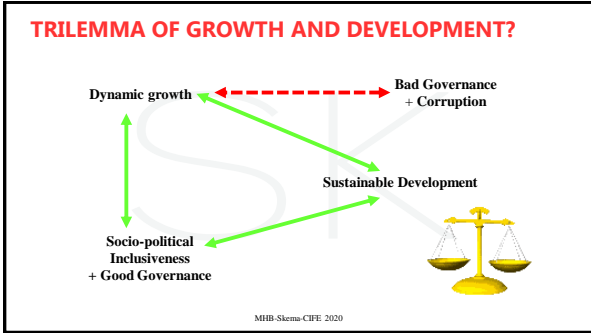 TRILEMMA OF GROWTH AND DEVELOPMENT?
Dynamic growth
Bad Governance
+ Corruption
Sustainable Development
Socio-political
Inclusiveness
+ Good Governance
MHB-Skema-CIFE 2020
SK